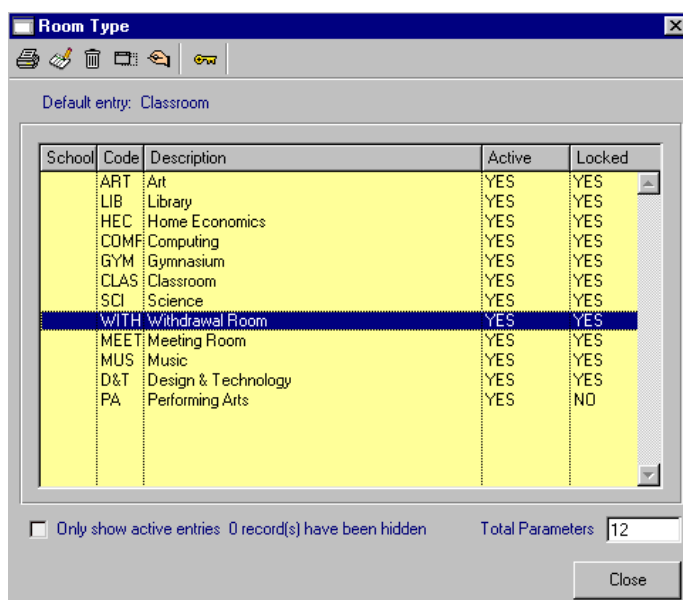 Room Type
Default entry: Classroom
School Code Description Active Locked
ART Art YES YES
LIB Library YES YES
HEC Home Economics YES YES
COMP Computing YES YES
GYM Gymnasium YES YES
CLAS Classroom YES YES
SCI Science YES YES
WITH Withdrawal Room YES YES
MEET Meeting Room YES YES
MUS Music YES YES
D&T Design & Technology YES YES
PA Performing Arts YES NO
Only show active entries 0 record(s) have been hidden Total Parameters 12
Close